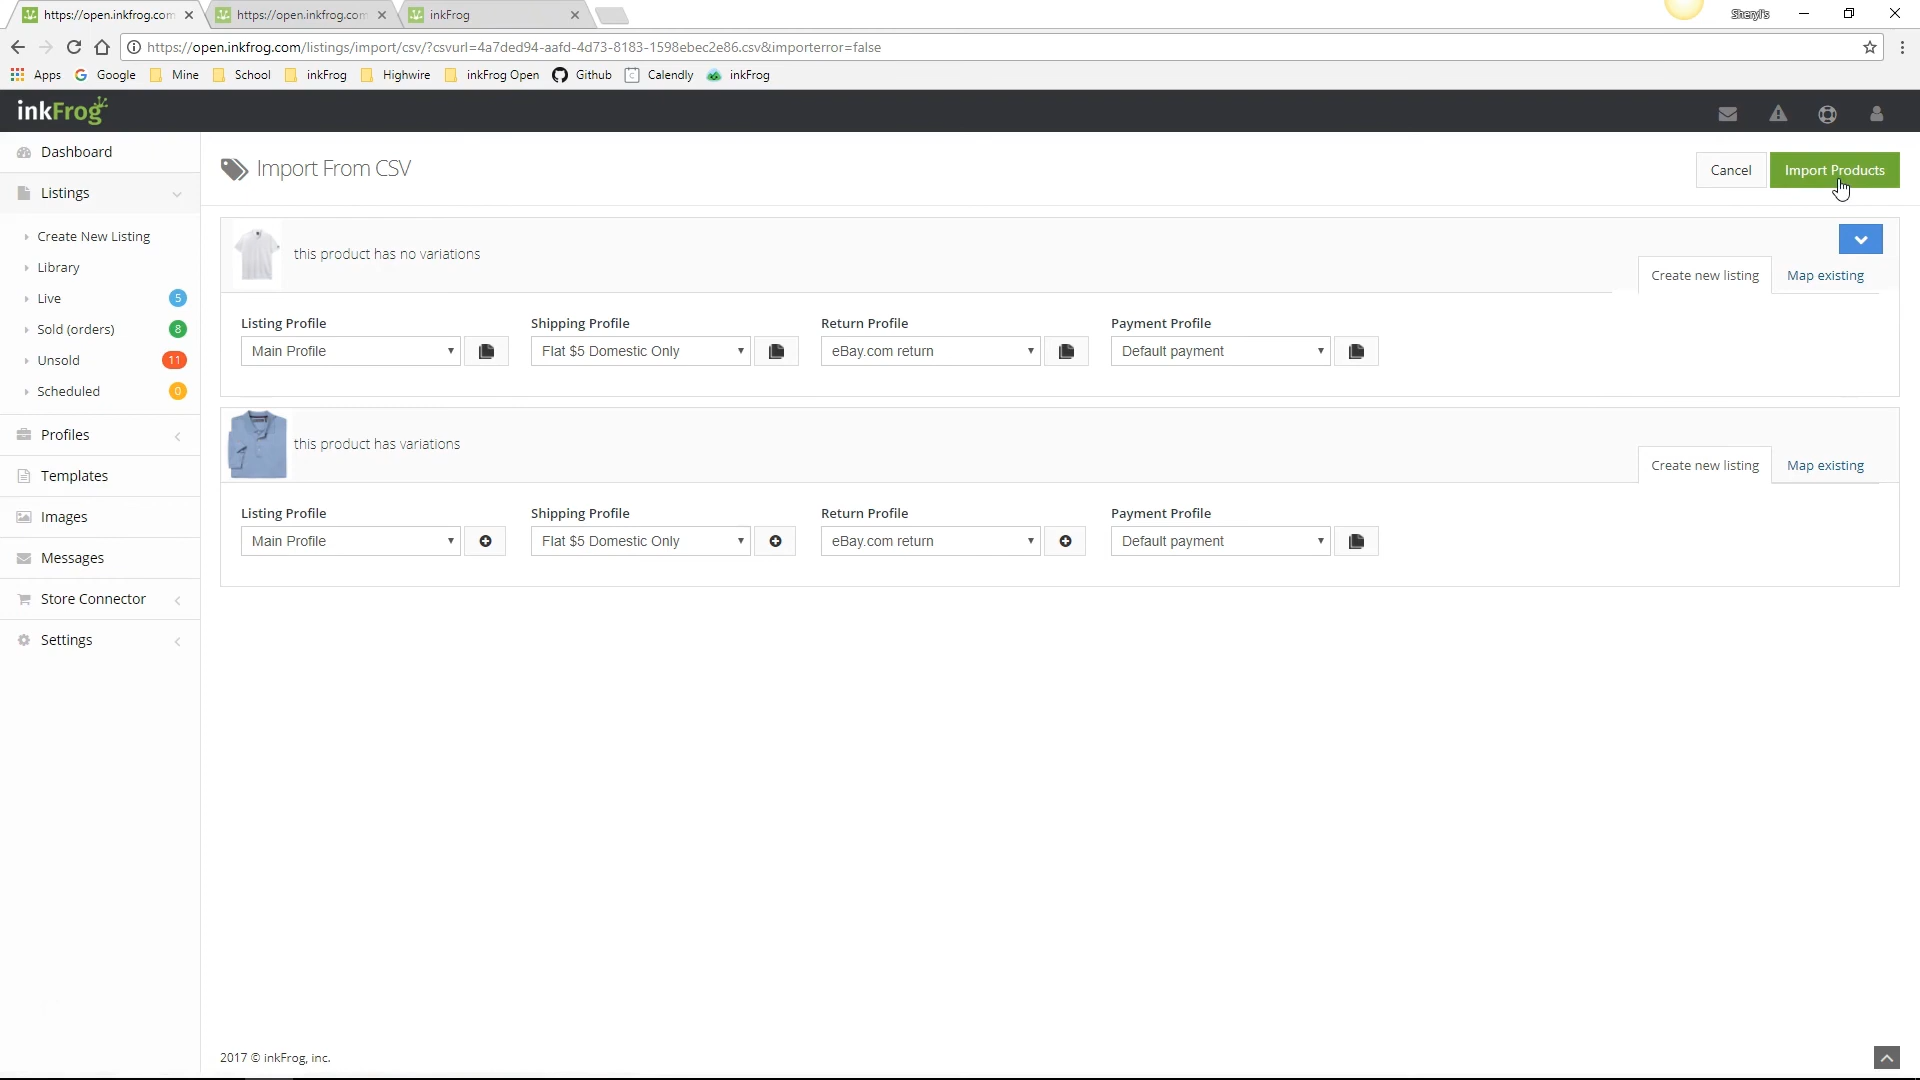 https://open.inkfrog.com
https://open.inkfrog.com
inkFrog
Sheryl's
https://open.inkfrog.com/listings/import/csv/?csvurl=4a7ded94-aafd-4d73-8183-1598ebec2e86.csv&importerror=false
Apps Google Mine School inkFrog Highwire inkFrog Open Github Calendly inkFrog
inkFrog
Dashboard
Listings
Create New Listing
Library
Live 5
Sold (orders) 8
Unsold 11
Scheduled 0
Profiles
Templates
Images
Messages
Store Connector
Settings
Import From CSV
Cancel Import Products
this product has no variations
Create new listing Map existing
Listing Profile Shipping Profile Return Profile Payment Profile
Main Profile Flat $5 Domestic Only eBay.com return Default payment
this product has variations
Create new listing Map existing
Listing Profile Shipping Profile Return Profile Payment Profile
Main Profile Flat $5 Domestic Only eBay.com return Default payment
2017 © inkFrog, inc.